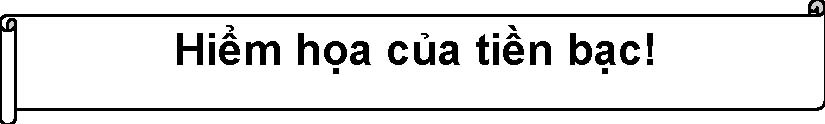 Hiểm họa của tiền bạc!